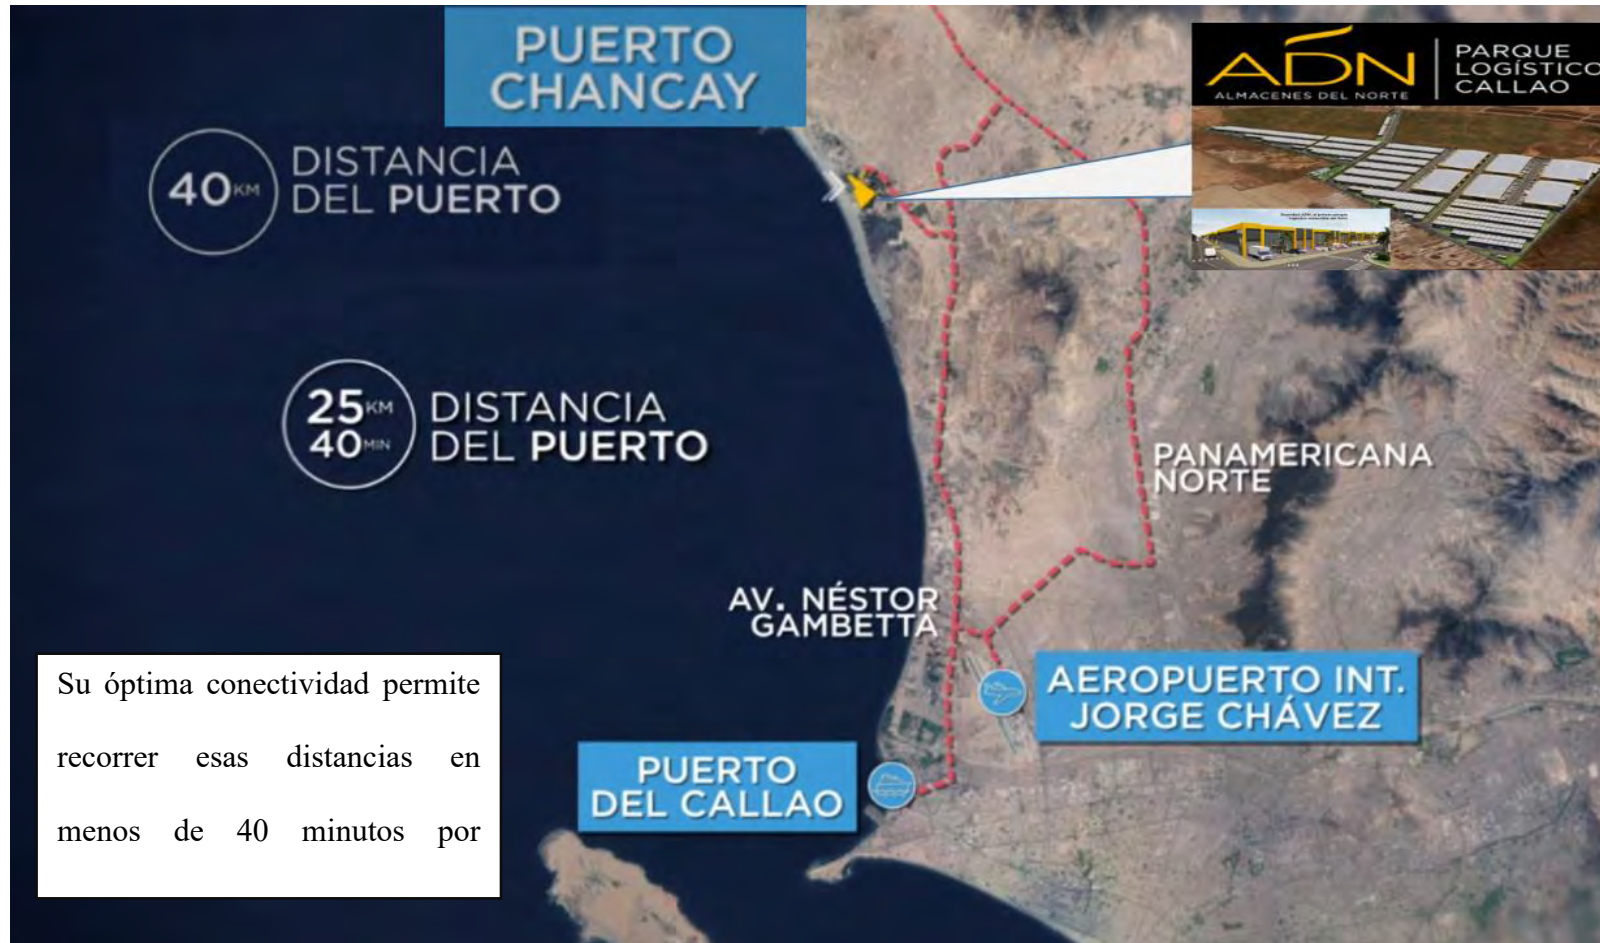 PUERTO
CHANCAY
ADN
ALMACENES DEL NORTE
PARQUE
LOGÍSTICO
CALLAO
40KM
DISTANCIA
DEL PUERTO
25KM
40MIN
DISTANCIA
DEL PUERTO
PANAMERICANA
NORTE
AV. NÉSTOR
GAMBETTA
AEROPUERTO INT.
JORGE CHÁVEZ
PUERTO
DEL CALLAO
Su óptima conectividad permite
recorrer esas distancias en
menos de 40 minutos por